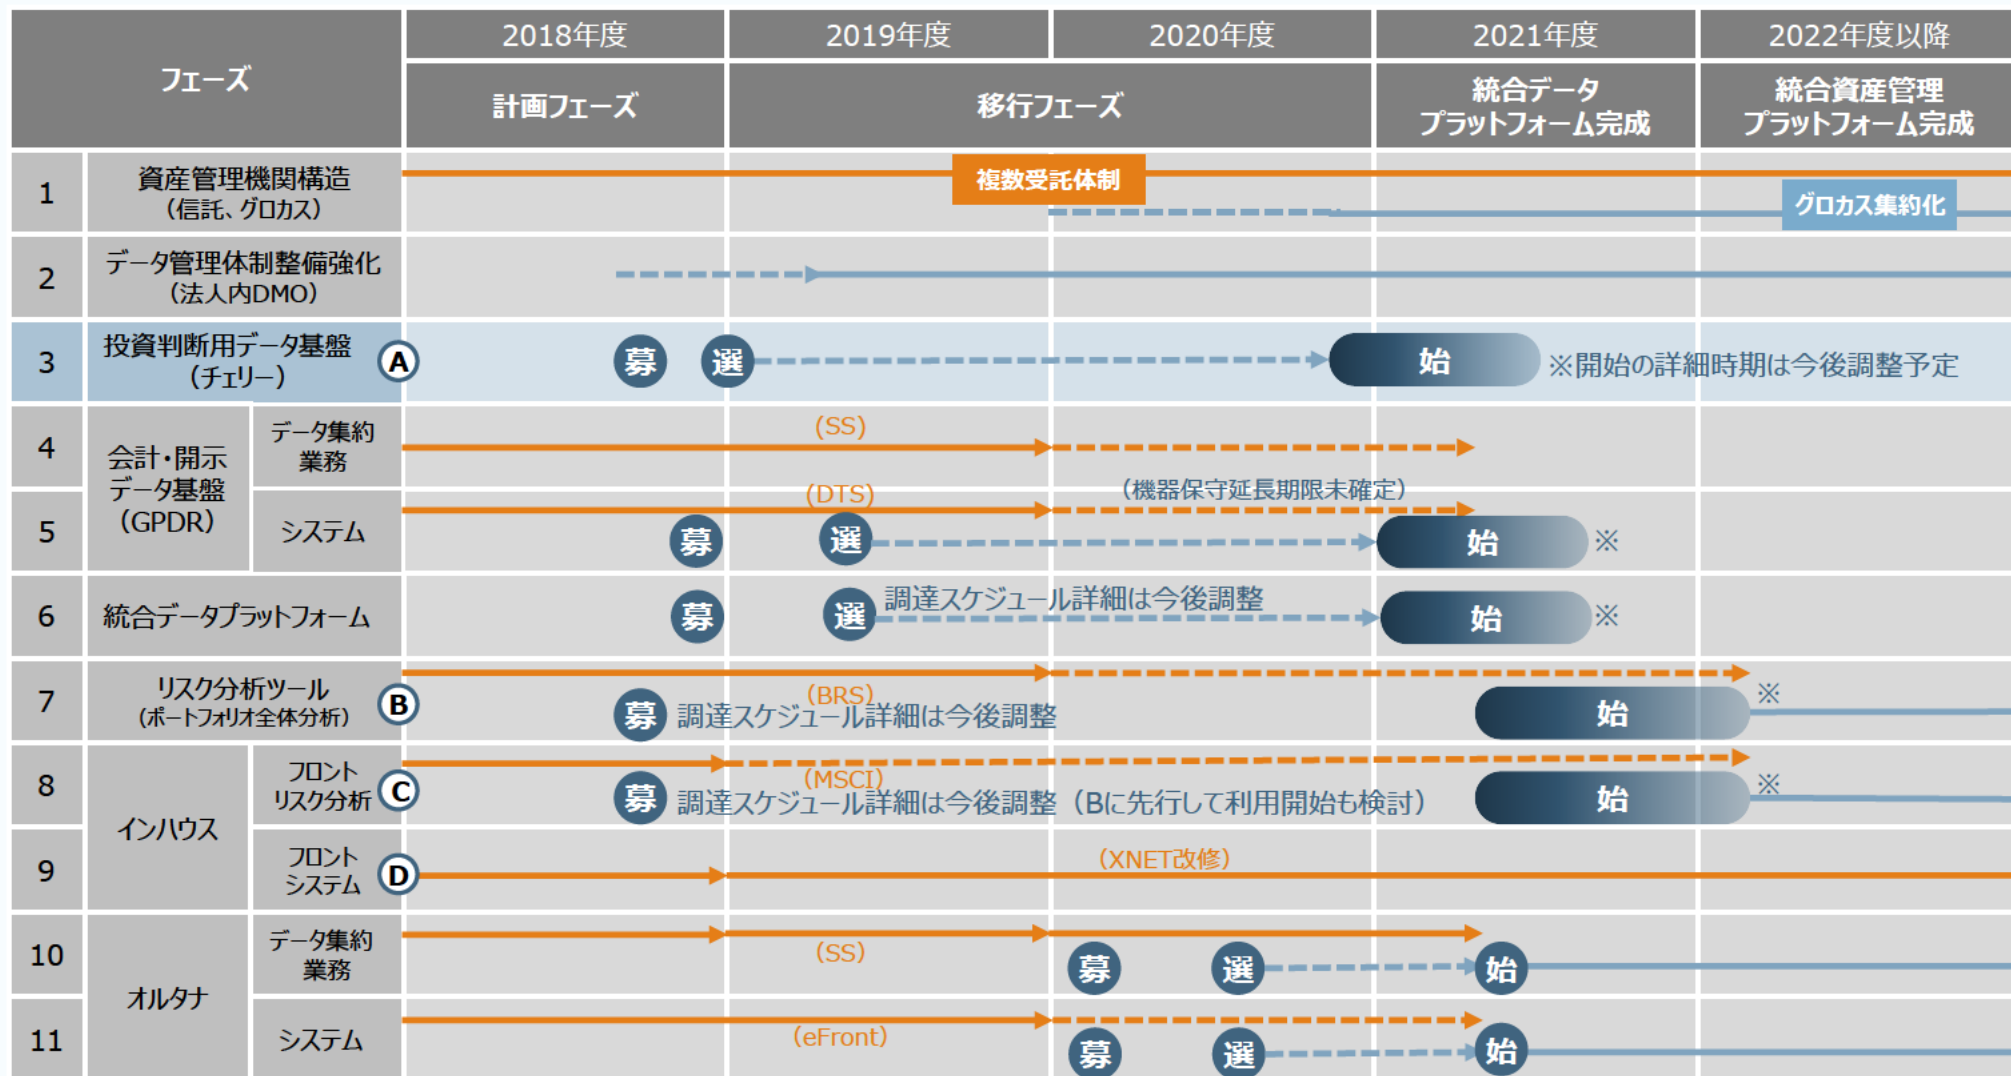 フェーズ
2018年度
2019年度
2020年度
2021年度
2022年度以降
計画フェーズ
移行フェーズ
統合データ
プラットフォーム完成
統合資産管理
プラットフォーム完成
1
資産管理機関構造
（信託、グロカス）
複数受託体制
グロカス集約化
2
データ管理体制整備強化
（法人内DMO）
3
投資判断用データ基盤
（チェリー）
A
募
選
始
※開始の詳細時期は今後調整予定
会計・開示
データ基盤
（GPDR）
4
データ集約
業務
(SS)
5
システム
(DTS)
（機器保守延長期限未確定）
募
選
始
※
6
統合データプラットフォーム
募
選
調達スケジュール詳細は今後調整
始
※
7
リスク分析ツール
（ポートフォリオ全体分析）
B
(BRS)
募
調達スケジュール詳細は今後調整
始
※
インハウス
8
フロント
リスク分析
C
(MSCI)
募
調達スケジュール詳細は今後調整（Bに先行して利用開始も検討）
始
※
9
フロント
システム
D
(XNET改修)
オルタナ
10
データ集約
業務
(SS)
募
選
始
11
システム
(eFront)
募
選
始